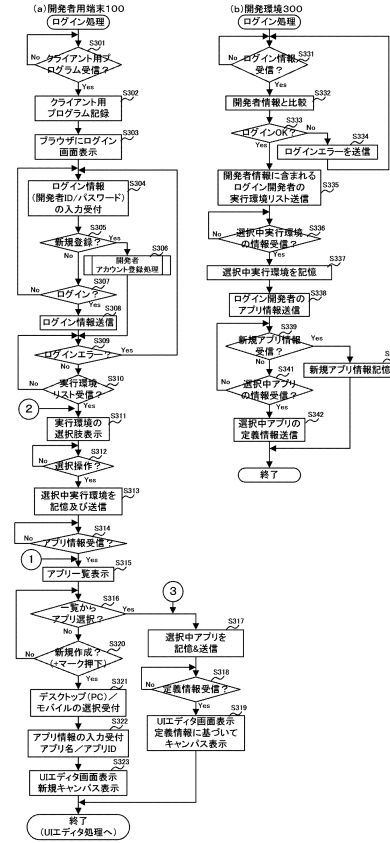 (a)開発者用端末100
ログイン処理
S301
クライアント用プ
ログラム受信？
No
Yes
S302
クライアント用
プログラム記録
S303
ブラウザにログイン
画面表示
S304
ログイン情報
(開発者ID/パスワード)
の入力受付
S305
新規登録？
Yes
No
S306
開発者
アカウント登録処理
S307
ログイン？
No
Yes
S308
ログイン情報送信
S309
ログインエラー？
Yes
No
S310
実行環境
リスト受信？
No
Yes
2
S311
実行環境の
選択肢表示
S312
選択操作？
No
Yes
S313
選択中実行環境を
記憶及び送信
S314
アプリ情報受信？
No
Yes
1
S315
アプリ一覧表示
S316
一覧から
アプリ選択？
Yes
No
3
S317
選択中アプリを
記憶&送信
S318
定義情報受信？
No
Yes
S319
UIエディタ画面表示
定義情報に基づいて
キャンバス表示
S320
新規作成？
(+マーク押下)
No
Yes
S321
デスクトップ(PC)／
モバイルの選択受付
S322
アプリ情報の入力受付
アプリ名／アプリID
S323
UIエディタ画面表示
新規キャンバス表示
終了
(UIエディタ処理へ)
(b)開発環境300
ログイン処理
S331
ログイン情報
受信？
No
Yes
S332
開発者情報と比較
S333
ログインOK？
No
Yes
S334
ログインエラーを送信
S335
開発者情報に含まれる
ログイン開発者の
実行環境リスト送信
S336
選択中実行環境
の情報受信？
No
Yes
S337
選択中実行環境を記憶
S338
ログイン開発者の
アプリ情報送信
S339
新規アプリ情報
受信？
Yes
No
新規アプリ情報記憶
S341
選択中アプリ
の情報受信？
No
Yes
S342
選択中アプリの
定義情報送信
終了